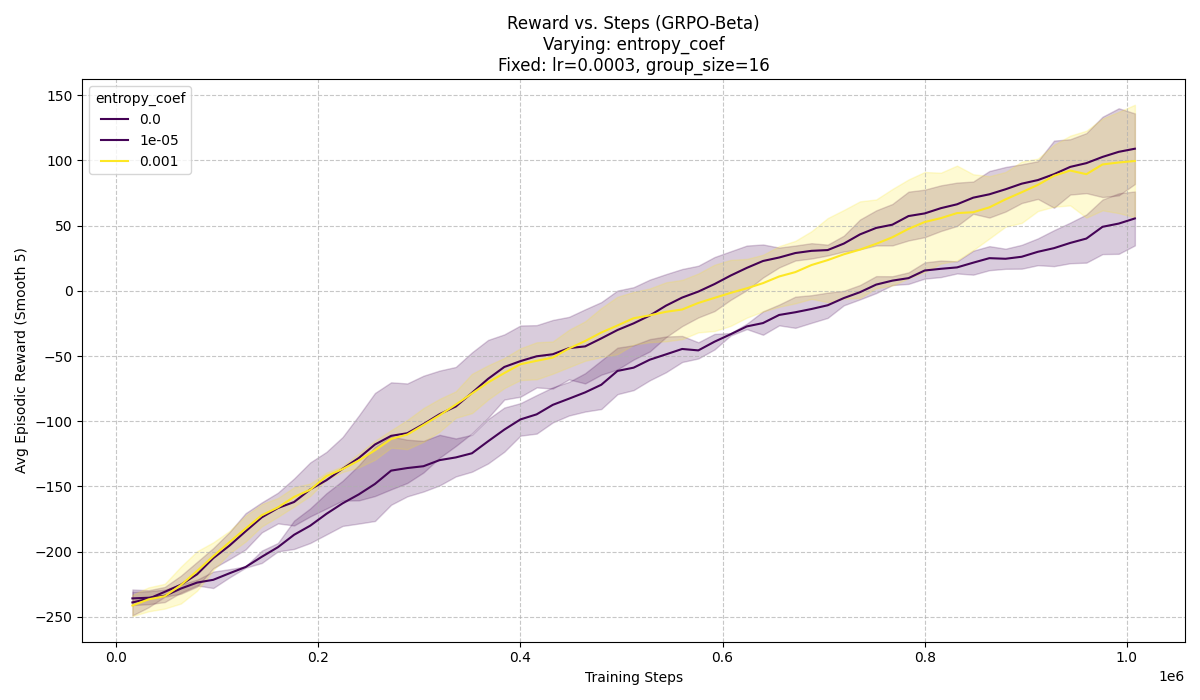 Reward vs. Steps (GRPO-Beta)
Varying: entropy_coef
Fixed: lr=0.0003, group_size=16
entropy_coef
0.0
1e-05
0.001
Avg Episodic Reward (Smooth 5)
150
100
50
0
−50
−100
−150
−200
−250
0.0
0.2
0.4
0.6
0.8
1.0
1e6
Training Steps